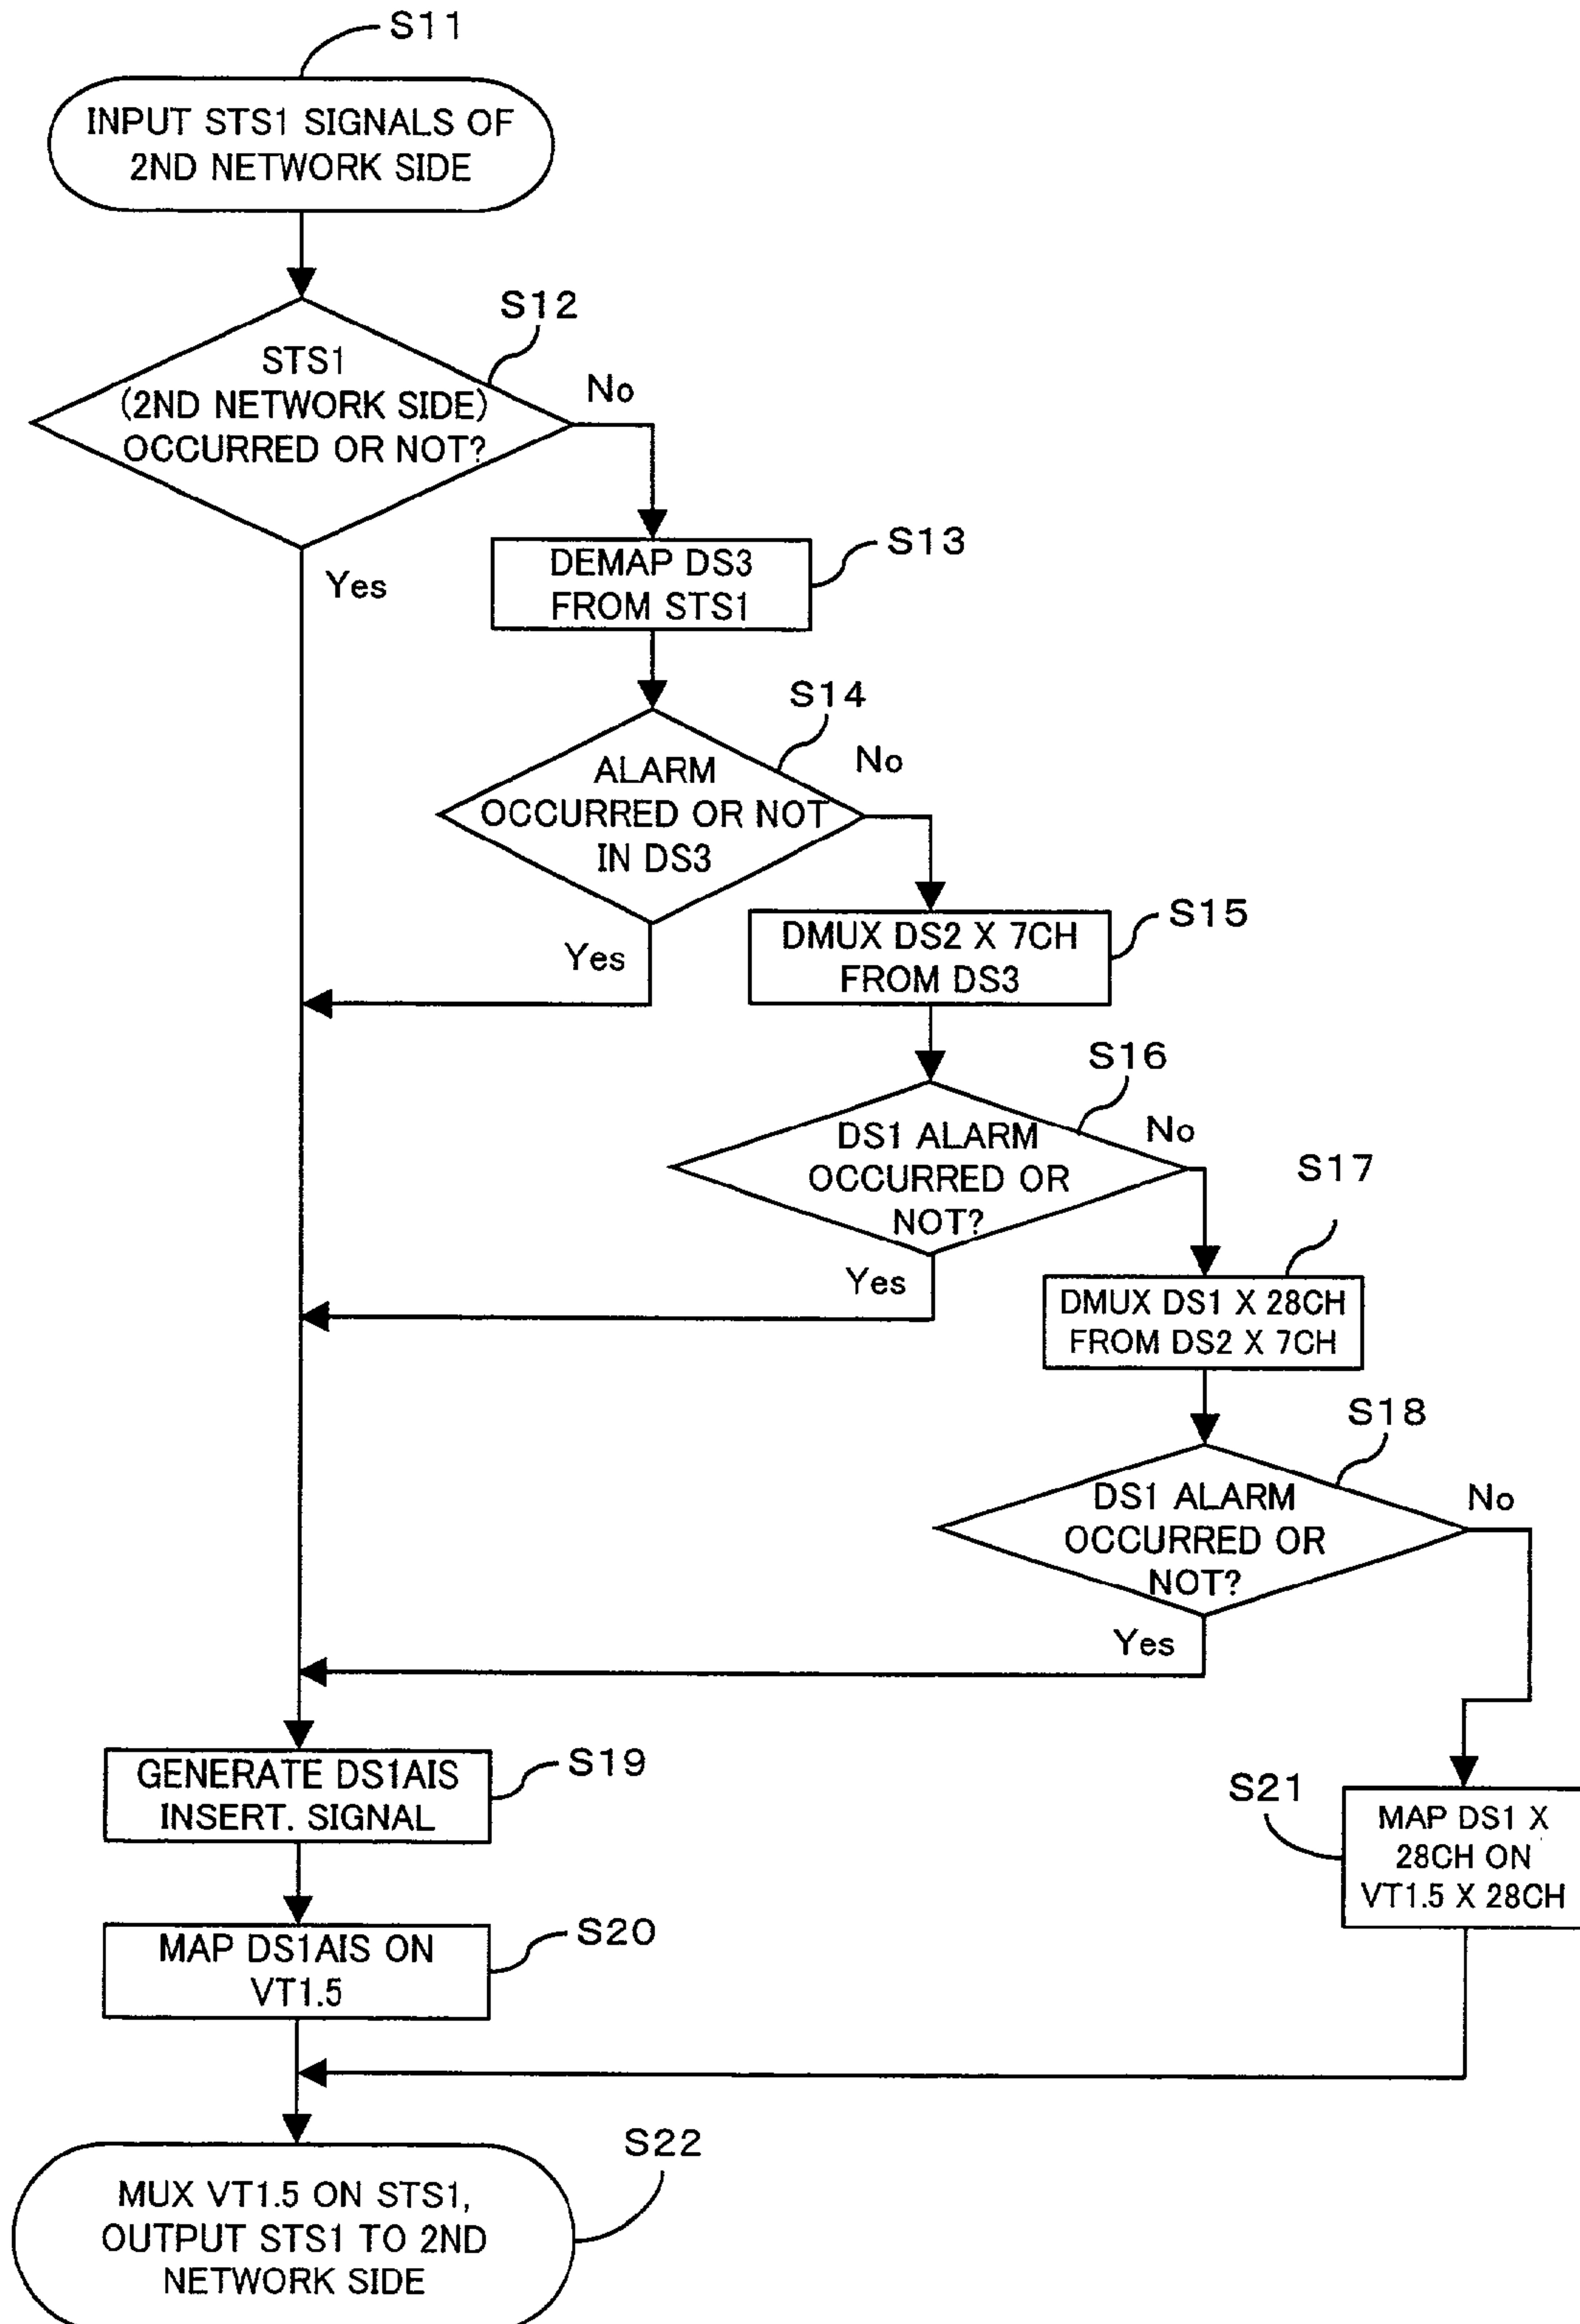 S11
INPUT STS1 SIGNALS OF
2ND NETWORK SIDE
S12
STS1
(2ND NETWORK SIDE)
OCCURRED OR NOT?
No
Yes
S13
DEMAP DS3
FROM STS1
S14
ALARM
OCCURRED OR NOT
IN DS3
No
Yes
S15
DMUX DS2 X 7CH
FROM DS3
S16
DS1 ALARM
OCCURRED OR
NOT?
No
Yes
S17
DMUX DS1 X 28CH
FROM DS2 X 7CH
S18
DS1 ALARM
OCCURRED OR
NOT?
No
Yes
S19
GENERATE DS1AIS
INSERT. SIGNAL
S20
MAP DS1AIS ON
VT1.5
S21
MAP DS1 X
28CH ON
VT1.5 X 28CH
S22
MUX VT1.5 ON STS1,
OUTPUT STS1 TO 2ND
NETWORK SIDE